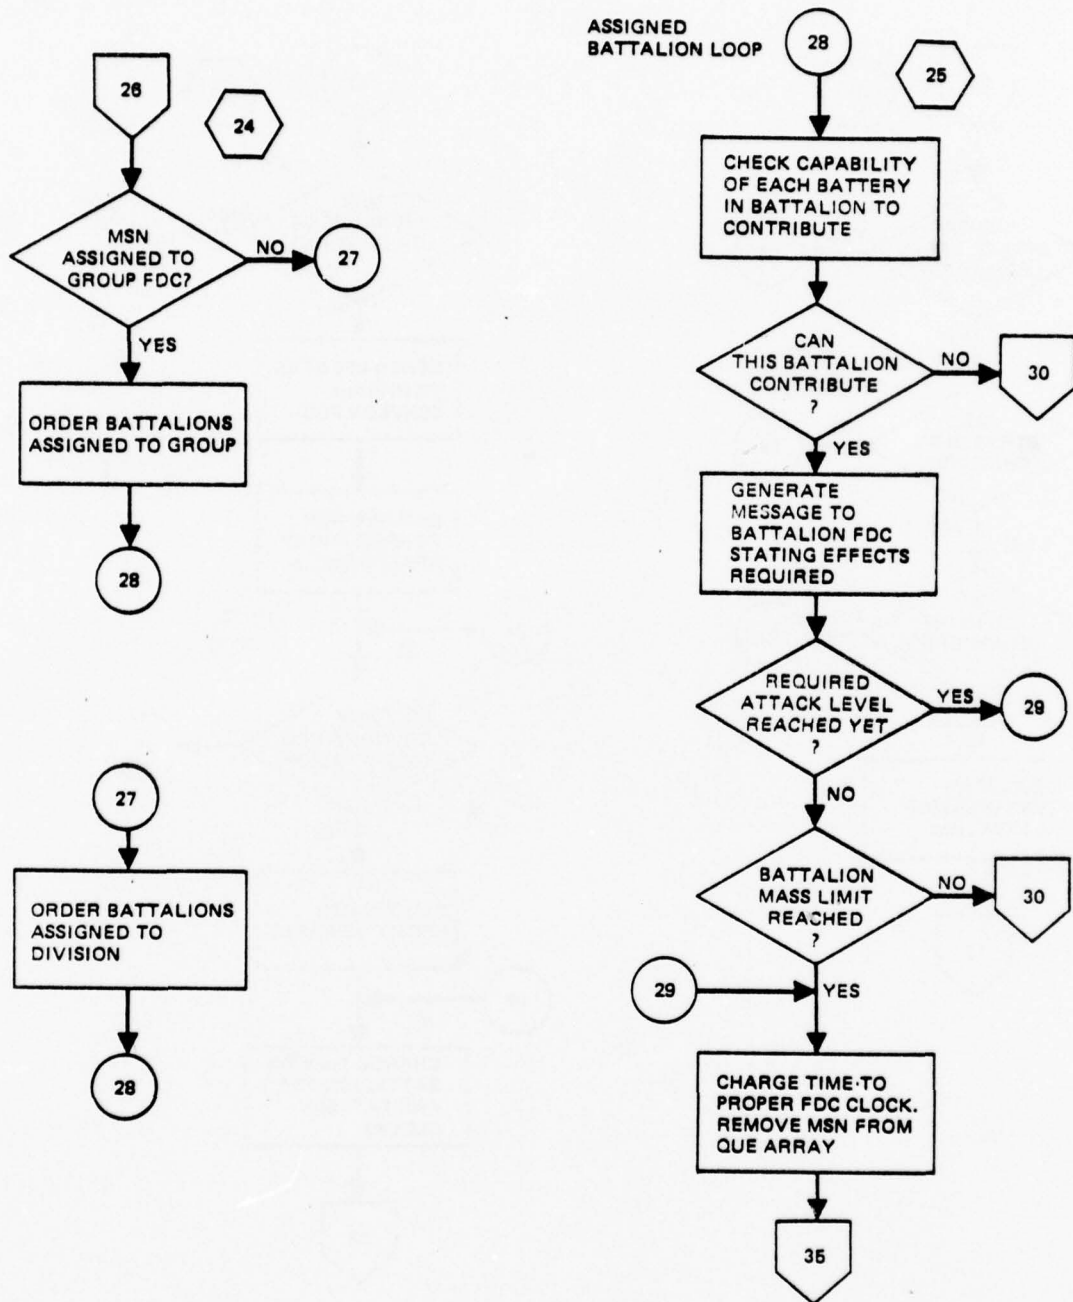 26
24
MSN
ASSIGNED TO
GROUP FDC?
NO
27
YES
ORDER BATTALIONS
ASSIGNED TO GROUP
28
27
ORDER BATTALIONS
ASSIGNED TO
DIVISION
28
ASSIGNED
BATTALION LOOP
28
25
CHECK CAPABILITY
OF EACH BATTERY
IN BATTALION TO
CONTRIBUTE
CAN
THIS BATTALION
CONTRIBUTE
?
NO
30
YES
GENERATE
MESSAGE TO
BATTALION FDC
STATING EFFECTS
REQUIRED
REQUIRED
ATTACK LEVEL
REACHED YET
?
YES
29
NO
BATTALION
MASS LIMIT
REACHED
?
NO
30
29
YES
CHARGE TIME TO
PROPER FDC CLOCK.
REMOVE MSN FROM
QUE ARRAY
35